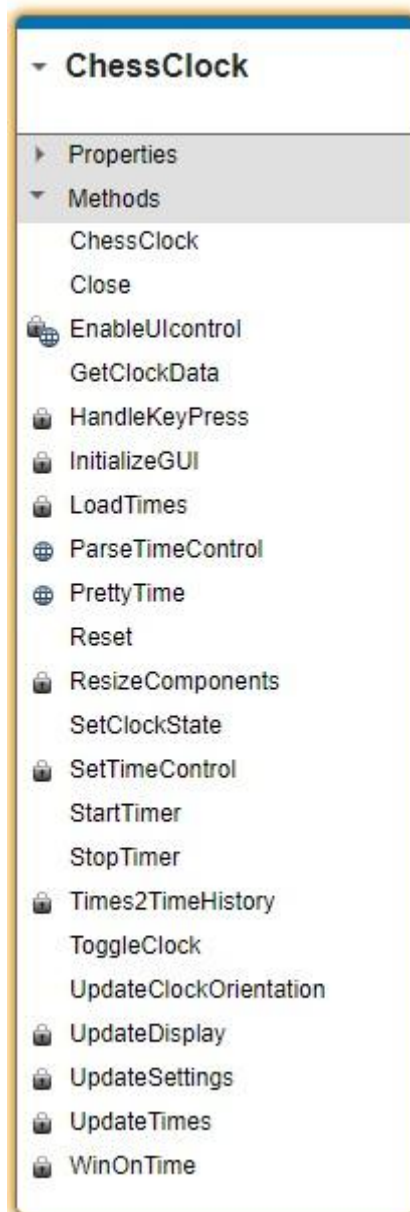 ChessClock
Properties
Methods
ChessClock
Close
EnableUIcontrol
GetClockData
HandleKeyPress
InitializeGUI
LoadTimes
ParseTimeControl
PrettyTime
Reset
ResizeComponents
SetClockState
SetTimeControl
StartTimer
StopTimer
Times2TimeHistory
ToggleClock
UpdateClockOrientation
UpdateDisplay
UpdateSettings
UpdateTimes
WinOnTime